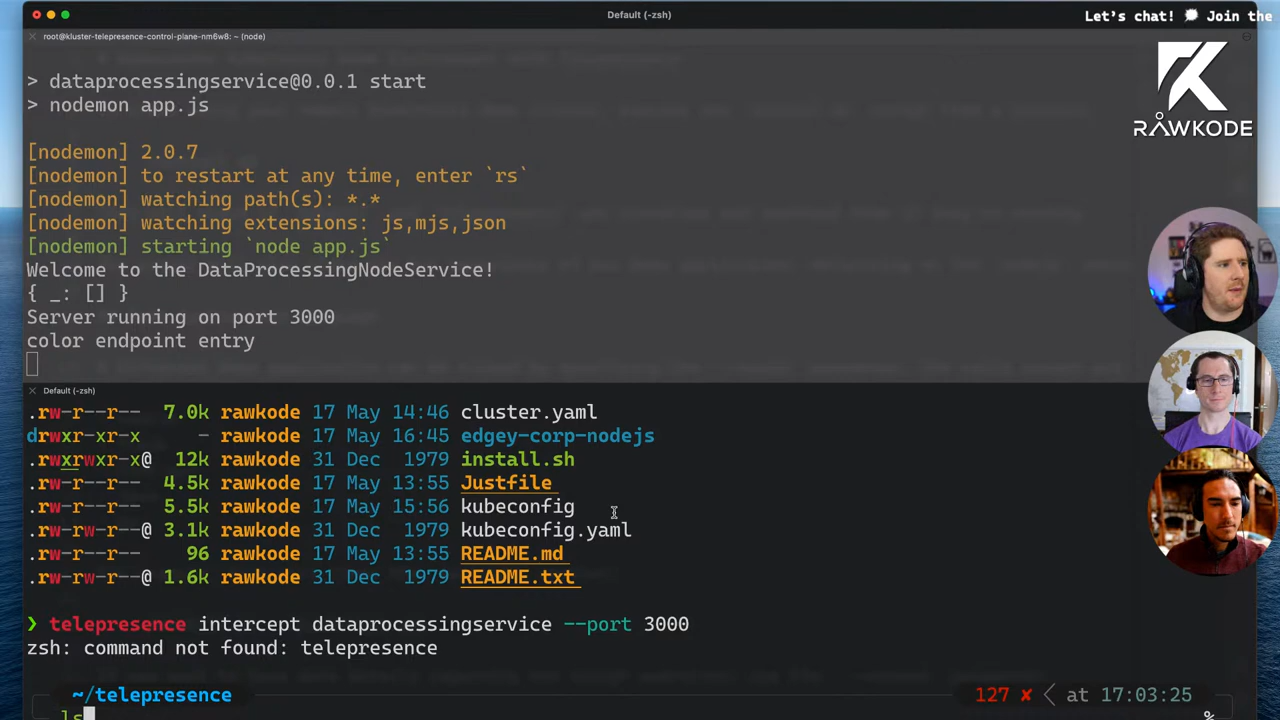 Default (-zsh)
Let's chat! 💬 Join the
root@kluster-telepresence-control-plane-nm6w8: ~ (node)
RAWKODE
> dataprocessingservice@0.0.1 start
> nodemon app.js
[nodemon] 2.0.7
[nodemon] to restart at any time, enter `rs`
[nodemon] watching path(s): *.*
[nodemon] watching extensions: js,mjs,json
[nodemon] starting `node app.js`
Welcome to the DataProcessingNodeService!
{ _: [] }
Server running on port 3000
color endpoint entry
Default (-zsh)
.rw-r--r-- 7.0k rawkode 17 May 14:46 cluster.yaml
drwxr-xr-x - rawkode 17 May 16:45 edgey-corp-nodejs
.rwxrwxr-x@ 12k rawkode 31 Dec 1979 install.sh
.rw-r--r-- 4.5k rawkode 17 May 13:55 Justfile
.rw-r--r-- 5.5k rawkode 17 May 15:56 kubeconfig
.rw-rw-r--@ 3.1k rawkode 31 Dec 1979 kubeconfig.yaml
.rw-r--r-- 96 rawkode 17 May 13:55 README.md
.rw-rw-r--@ 1.6k rawkode 31 Dec 1979 README.txt
❯ telepresence intercept dataprocessingservice --port 3000
zsh: command not found: telepresence
~/telepresence 127 ✘ < at 17:03:25
ls